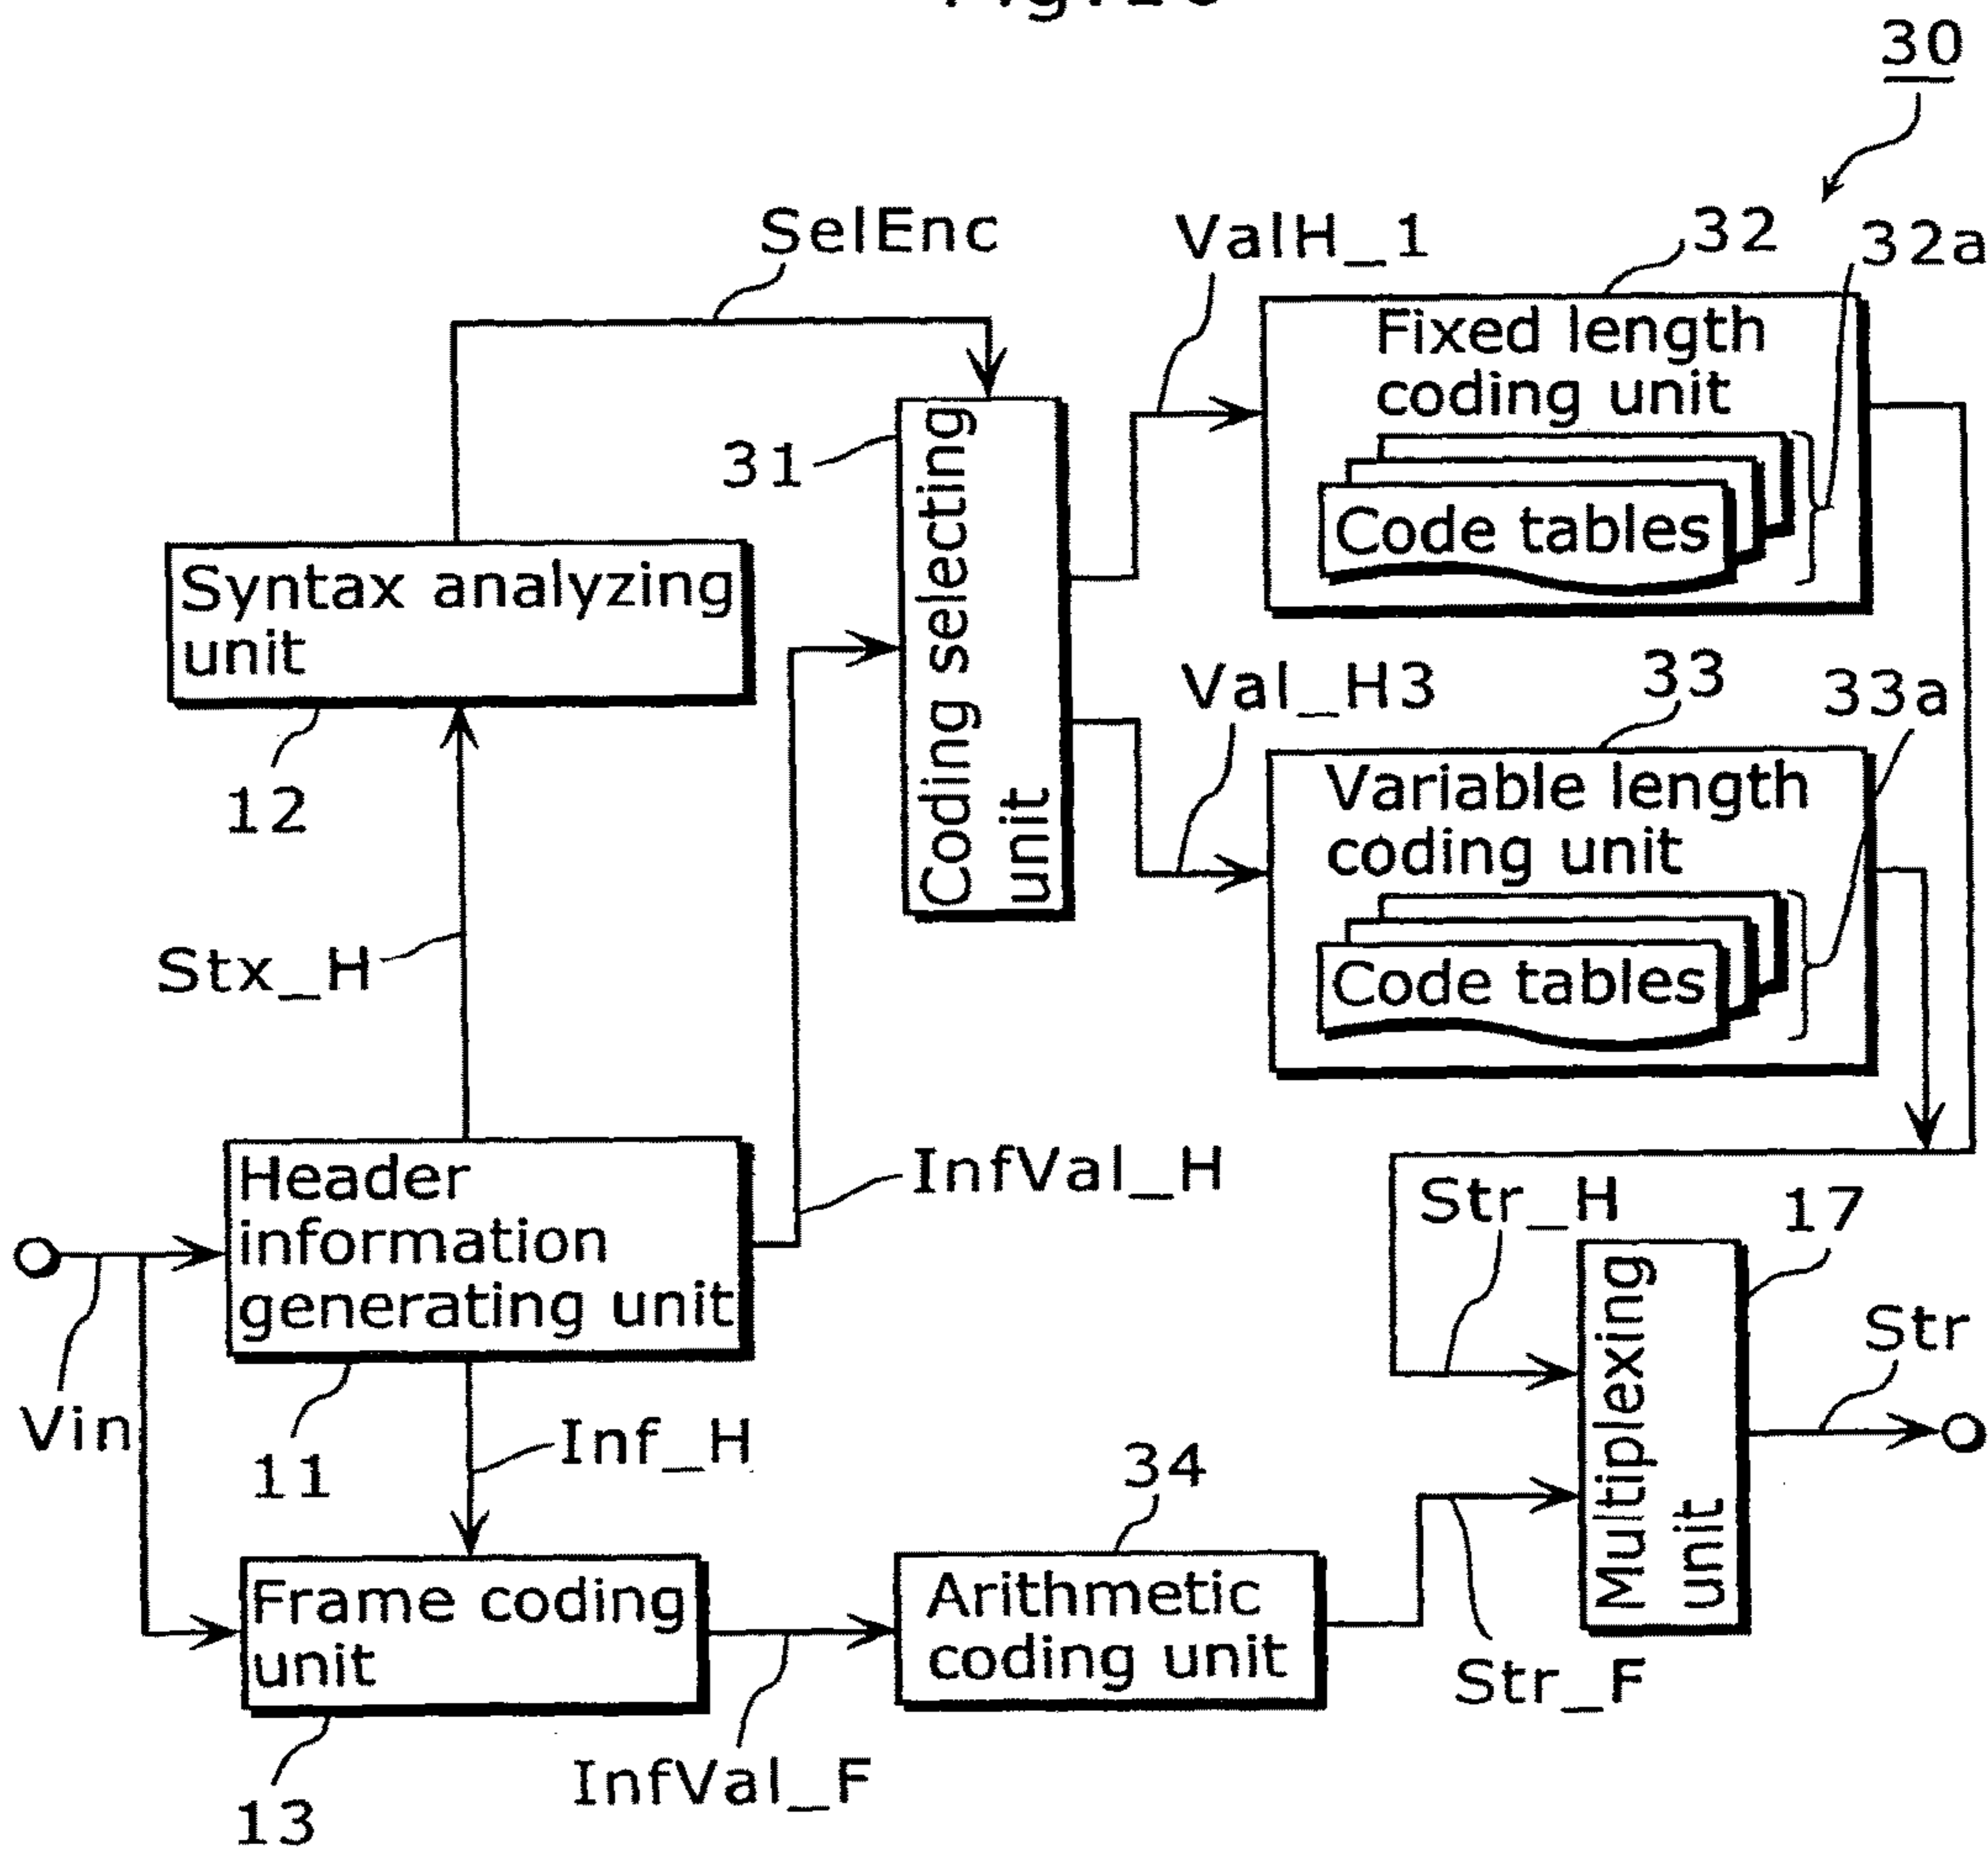 30
SelEnc
ValH_1
32
32a
Fixed length
coding unit
Code tables
31
Coding selecting
unit
Syntax analyzing
unit
12
Val_H3
33
33a
Variable length
coding unit
Code tables
Stx_H
Header
information
generating unit
InfVal_H
Str_H
17
Vin
11
Inf_H
34
Multiplexing
unit
Str
Frame coding
unit
Arithmetic
coding unit
Str_F
InfVal_F
13